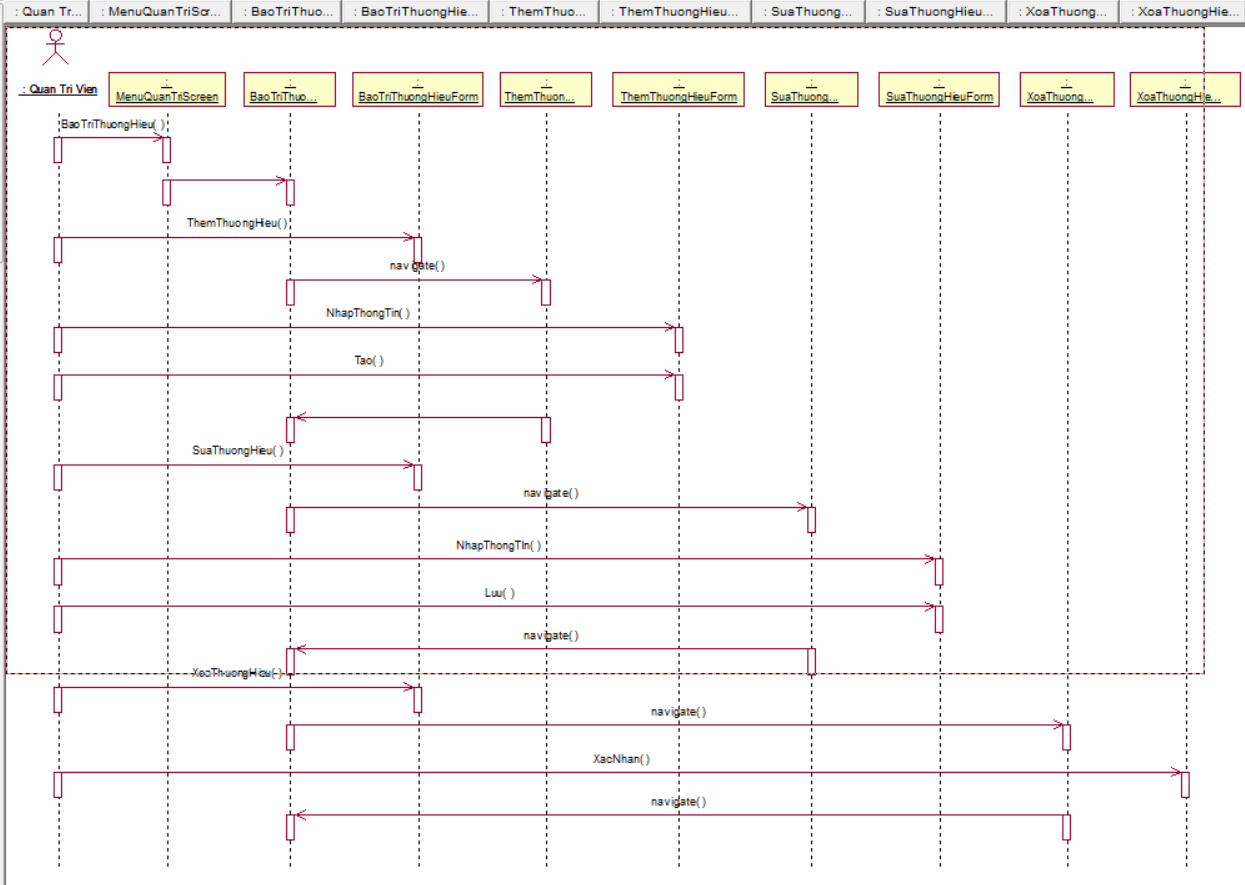 : Quan Tr...
: MenuQuanTriScr...
: BaoTriThuo...
: BaoTriThuongHie...
: ThemThuo...
: ThemThuongHieu...
: SuaThuong...
: SuaThuongHieu...
: XoaThuong...
: XoaThuongHie...
: Quan Tri Vien
:
MenuQuanTriScreen
:
BaoTriThuo...
:
BaoTriThuongHieuForm
:
ThemThuon...
:
ThemThuongHieuForm
:
SuaThuong...
:
SuaThuongHieuForm
:
XoaThuong...
:
XoaThuongHie...
BaoTriThuongHieu( )
ThemThuongHieu( )
navigate( )
NhapThongTin( )
Tao( )
SuaThuongHieu( )
navigate( )
NhapThongTIn( )
Luu( )
navigate( )
XoaThuongHieu( )
navigate( )
XacNhan( )
navigate( )